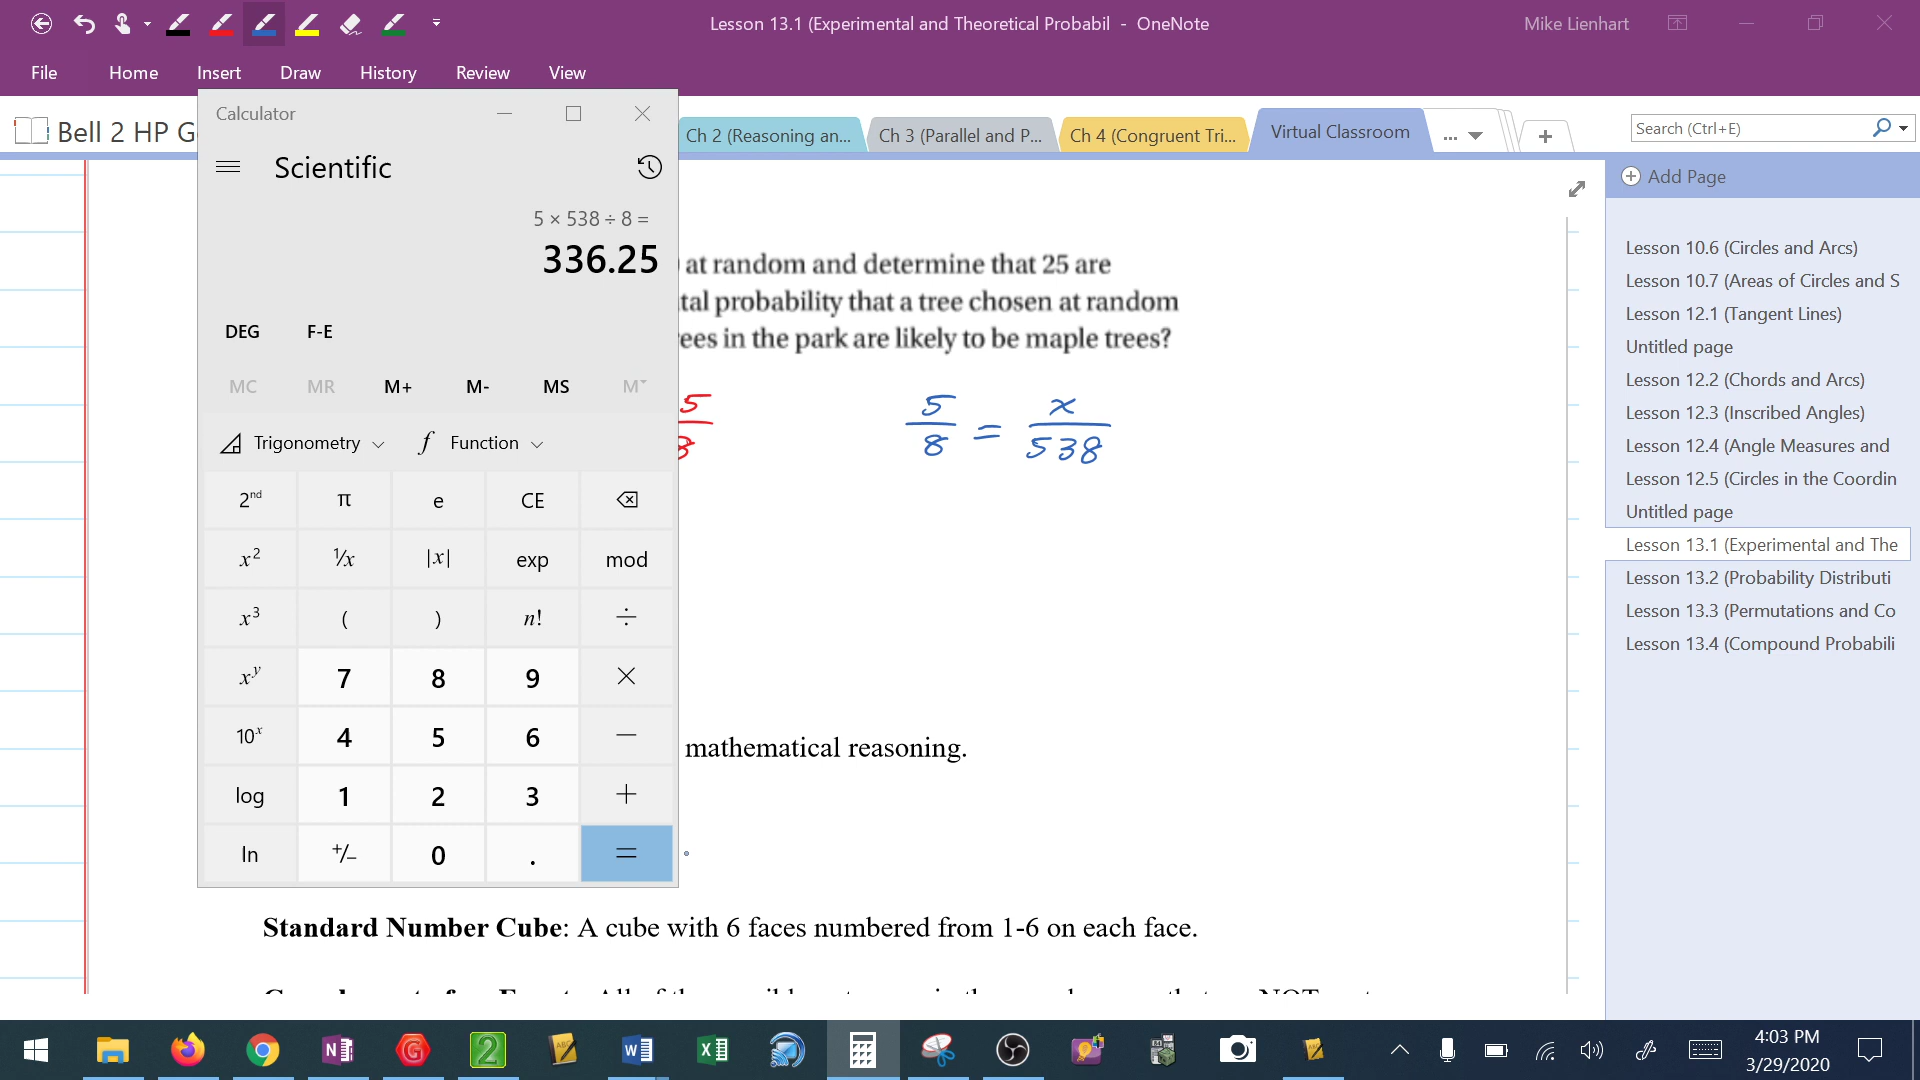 Lesson 13.1 (Experimental and Theoretical Probabil - OneNote
Mike Lienhart
File Home Insert Draw History Review View
Bell 2 HP G
Ch 2 (Reasoning an...
Ch 3 (Parallel and P...
Ch 4 (Congruent Tri...
Virtual Classroom
...
+
Search (Ctrl+E)
Calculator
Scientific
5 × 538 ÷ 8 =
336.25
DEG F-E
MC MR M+ M- MS M˅
Trigonometry f Function
2nd π e CE
x² ¹/x |x| exp mod
x³ ( ) n! ÷
xʸ 7 8 9 ×
10ˣ 4 5 6 −
log 1 2 3 +
ln +/− 0 . =
at random and determine that 25 are
tal probability that a tree chosen at random
ees in the park are likely to be maple trees?
5
5/8 = x/538
mathematical reasoning.
Standard Number Cube: A cube with 6 faces numbered from 1-6 on each face.
Add Page
Lesson 10.6 (Circles and Arcs)
Lesson 10.7 (Areas of Circles and S
Lesson 12.1 (Tangent Lines)
Untitled page
Lesson 12.2 (Chords and Arcs)
Lesson 12.3 (Inscribed Angles)
Lesson 12.4 (Angle Measures and
Lesson 12.5 (Circles in the Coordin
Untitled page
Lesson 13.1 (Experimental and The
Lesson 13.2 (Probability Distributi
Lesson 13.3 (Permutations and Co
Lesson 13.4 (Compound Probabili
4:03 PM
3/29/2020